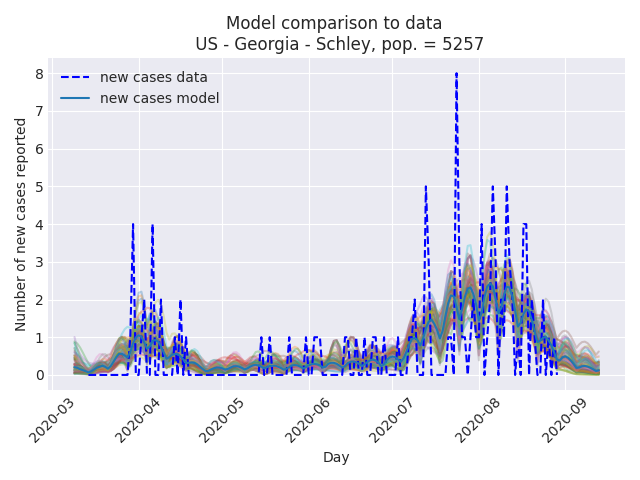 Model comparison to data
US - Georgia - Schley, pop. = 5257
new cases data
new cases model
Number of new cases reported
8
7
6
5
4
3
2
1
0
2020-03
2020-04
2020-05
2020-06
2020-07
2020-08
2020-09
Day